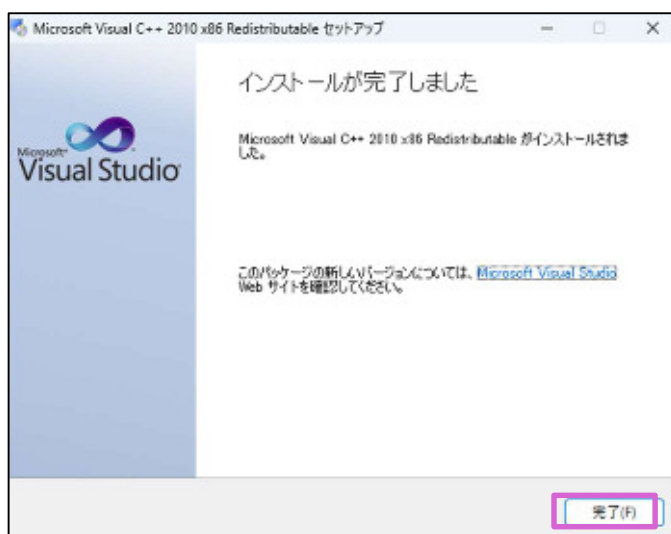 Microsoft Visual C++ 2010 x86 Redistributable セットアップ
インストールが完了しました
Microsoft Visual C++ 2010 x86 Redistributable がインストールされま
した。
Microsoft
Visual Studio
このパッケージの新しいバージョンについては、Microsoft Visual Studio
Web サイトを確認してください。
完了(F)